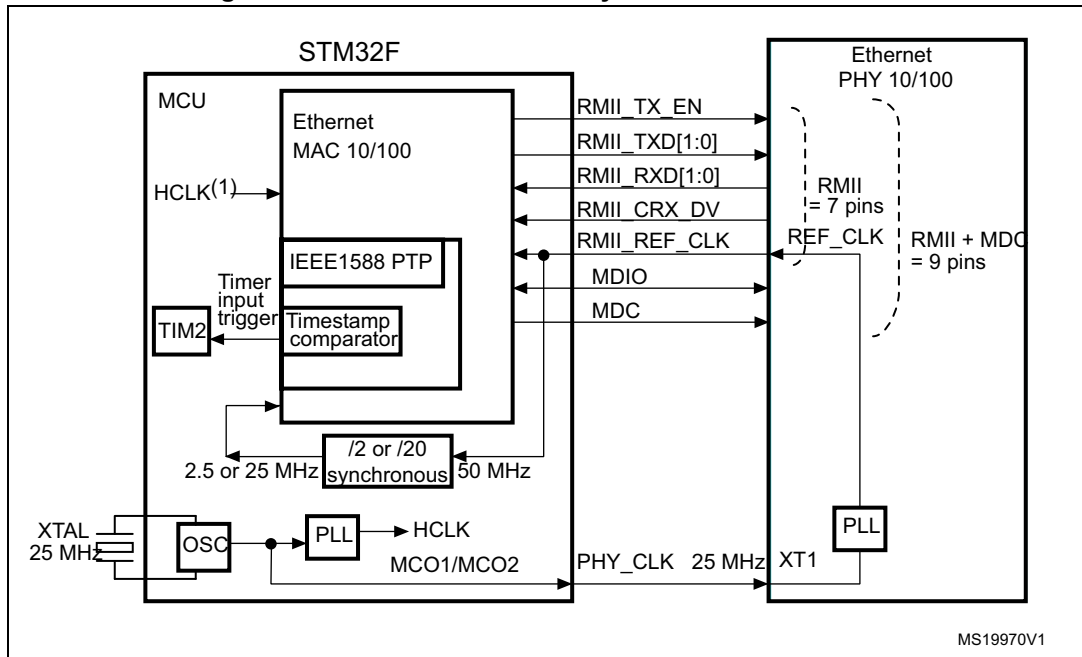 STM32F
MCU
Ethernet
MAC 10/100
HCLK(1)
IEEE1588 PTP
Timer
input
trigger
TIM2
Timestamp
comparator
/2 or /20
synchronous
2.5 or 25 MHz
50 MHz
XTAL
25 MHz
OSC
PLL
HCLK
MCO1/MCO2
RMII_TX_EN
RMII_TXD[1:0]
RMII_RXD[1:0]
RMII_CRX_DV
RMII_REF_CLK
MDIO
MDC
PHY_CLK 25 MHz
Ethernet
PHY 10/100
RMII
= 7 pins
REF_CLK
RMII + MDC
= 9 pins
PLL
XT1
MS19970V1